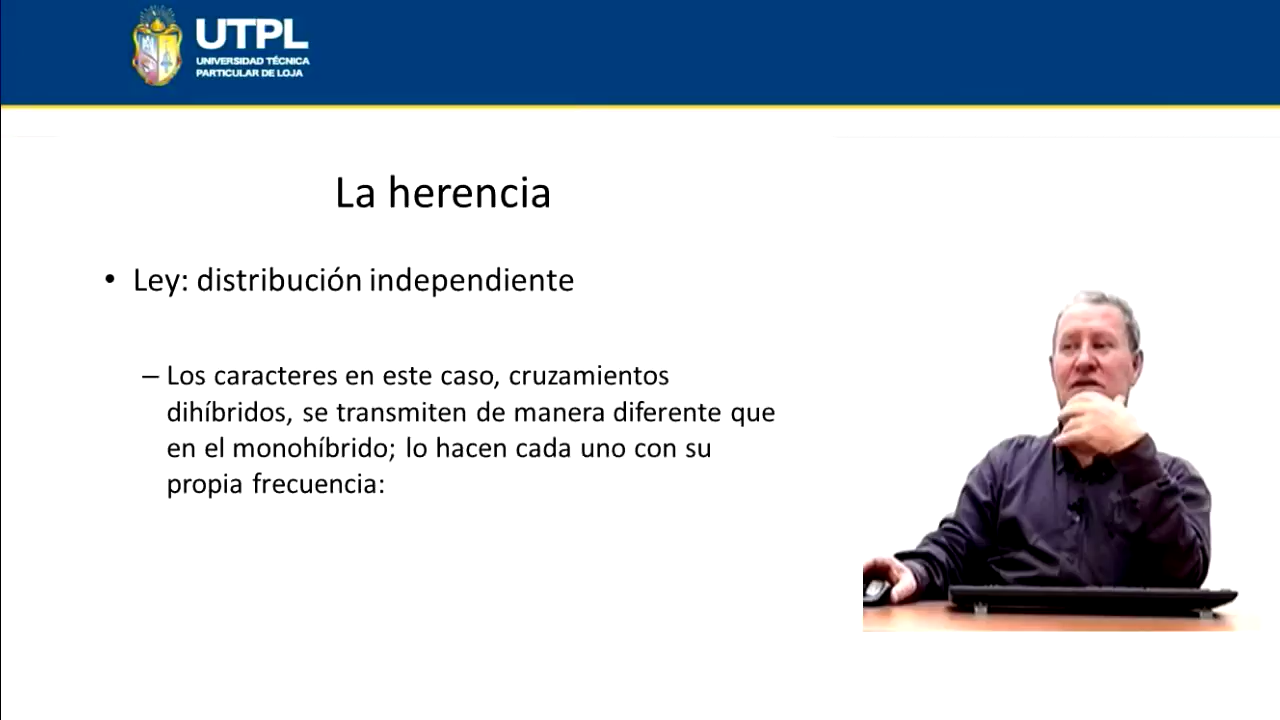 UTPL
UNIVERSIDAD TÉCNICA
PARTICULAR DE LOJA
La herencia
• Ley: distribución independiente
– Los caracteres en este caso, cruzamientos
dihíbridos, se transmiten de manera diferente que
en el monohíbrido; lo hacen cada uno con su
propia frecuencia: